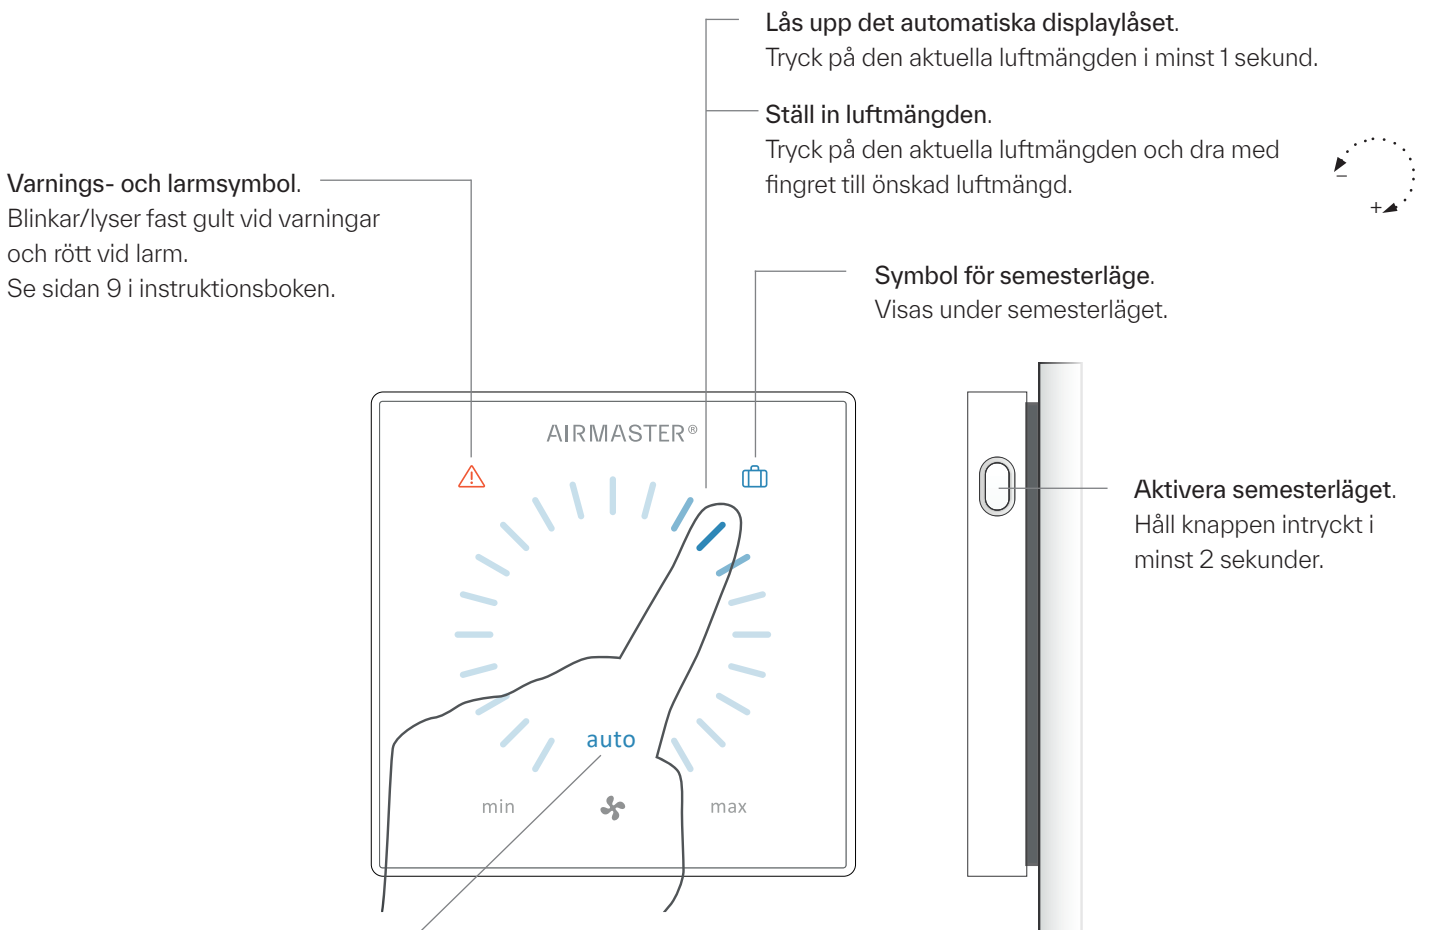 Lås upp det automatiska displaylåset.
Tryck på den aktuella luftmängden i minst 1 sekund.
Ställ in luftmängden.
Tryck på den aktuella luftmängden och dra med
fingret till önskad luftmängd.
–
+
Varnings- och larmsymbol.
Blinkar/lyser fast gult vid varningar
och rött vid larm.
Se sidan 9 i instruktionsboken.
Symbol för semesterläge.
Visas under semesterläget.
AIRMASTER®
Aktivera semesterläget.
Håll knappen intryckt i
minst 2 sekunder.
auto
min
max